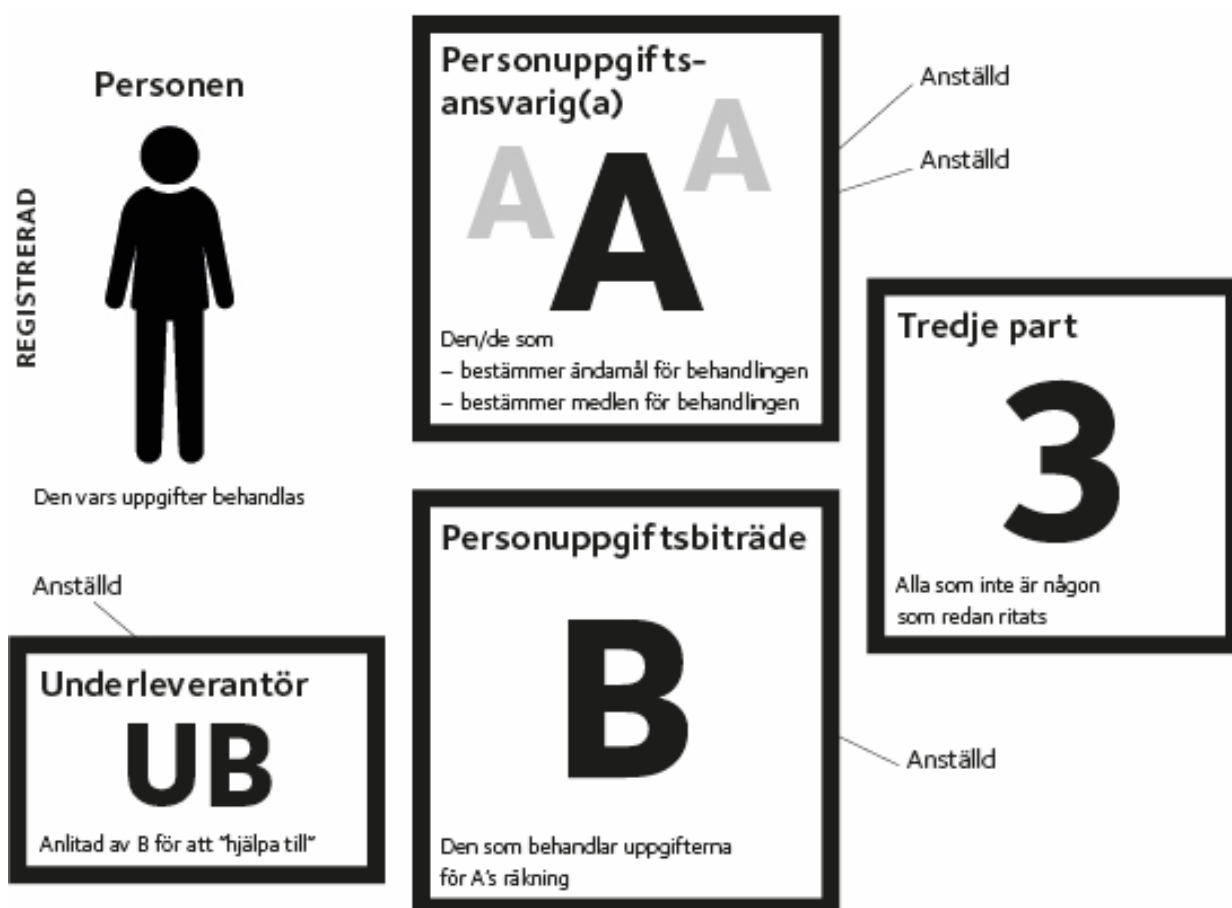 Personen
REGISTRERAD
Den vars uppgifter behandlas
Personuppgifts-
ansvarig(a)
A
A
A
Den/de som
– bestämmer ändamål för behandlingen
– bestämmer medlen för behandlingen
Anställd
Anställd
Tredje part
3
Alla som inte är någon
som redan ritats
Anställd
Underleverantör
UB
Anlitad av B för att "hjälpa till"
Personuppgiftsbiträde
B
Den som behandlar uppgifterna
för A's räkning
Anställd